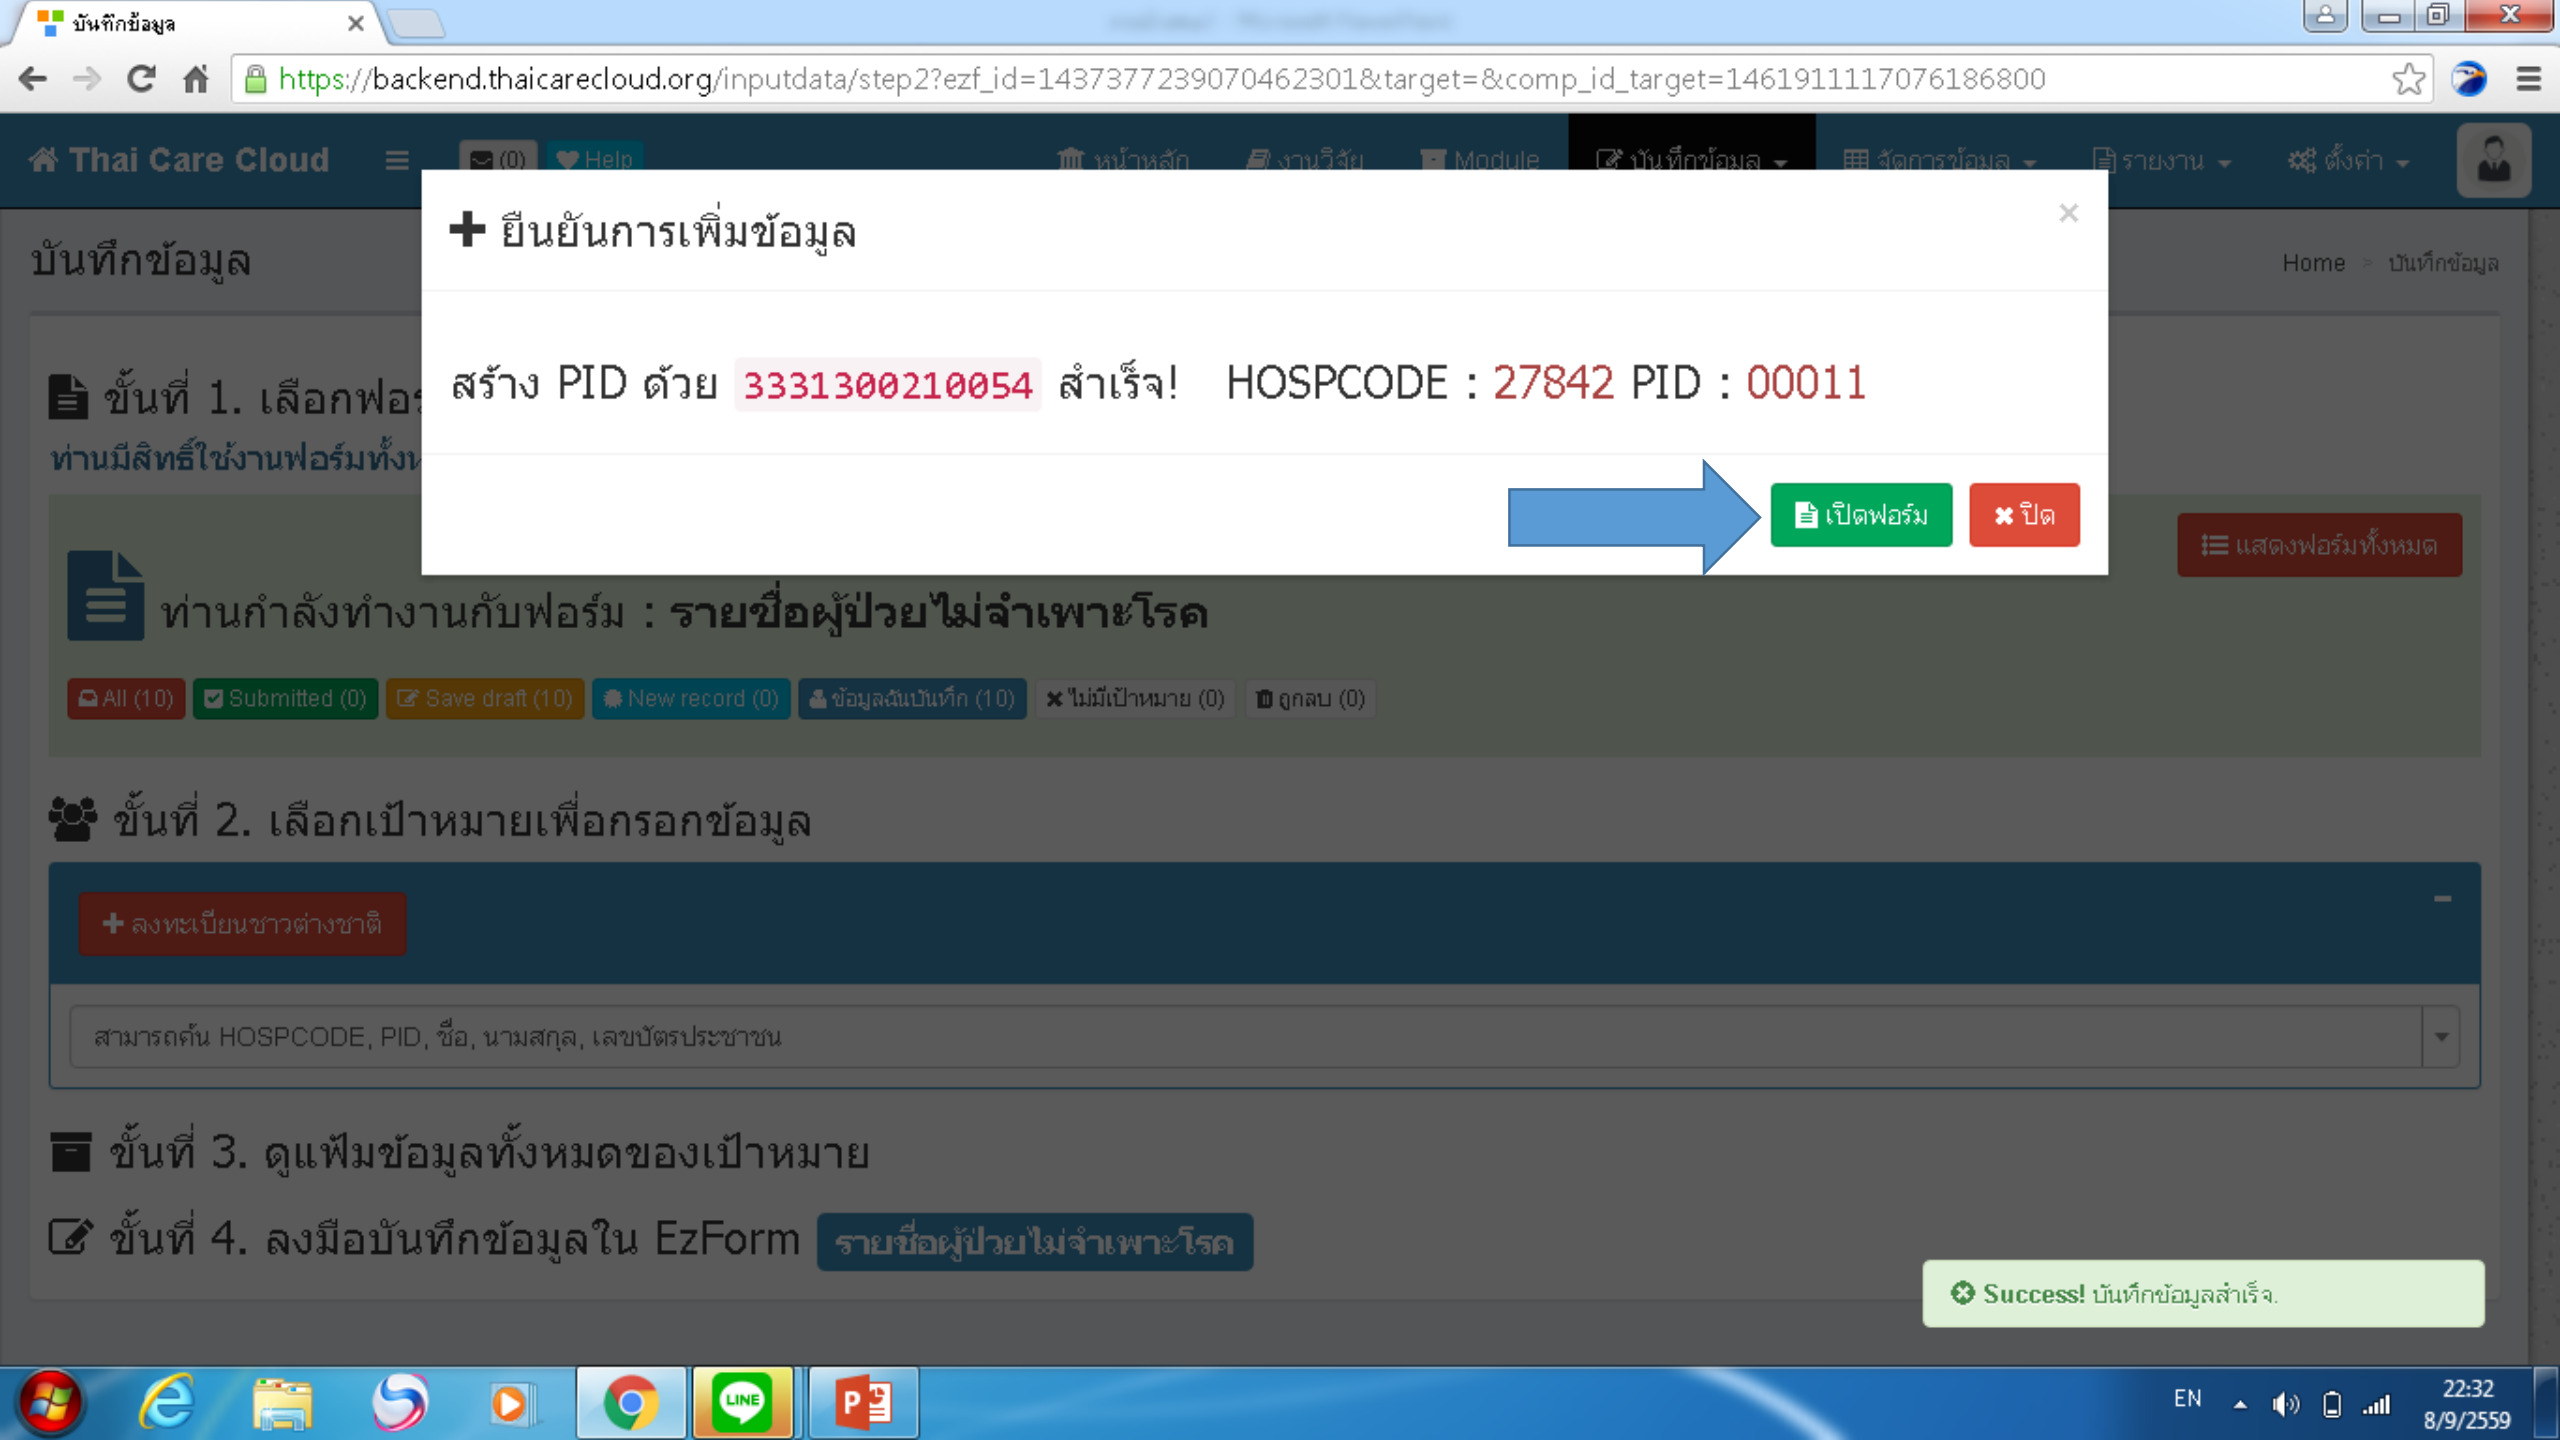 บันทึกข้อมูล
https://backend.thaicarecloud.org/inputdata/step2?ezf_id=1437377239070462301&target=&comp_id_target=1461911117076186800
Thai Care Cloud (0) Help หน้าหลัก งานวิจัย Module บันทึกข้อมูล จัดการข้อมูล รายงาน ตั้งค่า
ยืนยันการเพิ่มข้อมูล ×
บันทึกข้อมูล
Home > บันทึกข้อมูล
สร้าง PID ด้วย 3331300210054 สำเร็จ! HOSPCODE : 27842 PID : 00011
ขั้นที่ 1. เลือกฟอร์
ท่านมีสิทธิ์ใช้งานฟอร์มทั้งห
เปิดฟอร์ม ปิด
แสดงฟอร์มทั้งหมด
ท่านกำลังทำงานกับฟอร์ม : รายชื่อผู้ป่วยไม่จำเพาะโรค
All (10) Submitted (0) Save draft (10) New record (0) ข้อมูลฉันบันทึก (10) ไม่มีเป้าหมาย (0) ถูกลบ (0)
ขั้นที่ 2. เลือกเป้าหมายเพื่อกรอกข้อมูล
ลงทะเบียนชาวต่างชาติ
สามารถค้น HOSPCODE, PID, ชื่อ, นามสกุล, เลขบัตรประชาชน
ขั้นที่ 3. ดูแฟ้มข้อมูลทั้งหมดของเป้าหมาย
ขั้นที่ 4. ลงมือบันทึกข้อมูลใน EzForm รายชื่อผู้ป่วยไม่จำเพาะโรค
Success! บันทึกข้อมูลสำเร็จ.
LINE
P
EN
22:32
8/9/2559